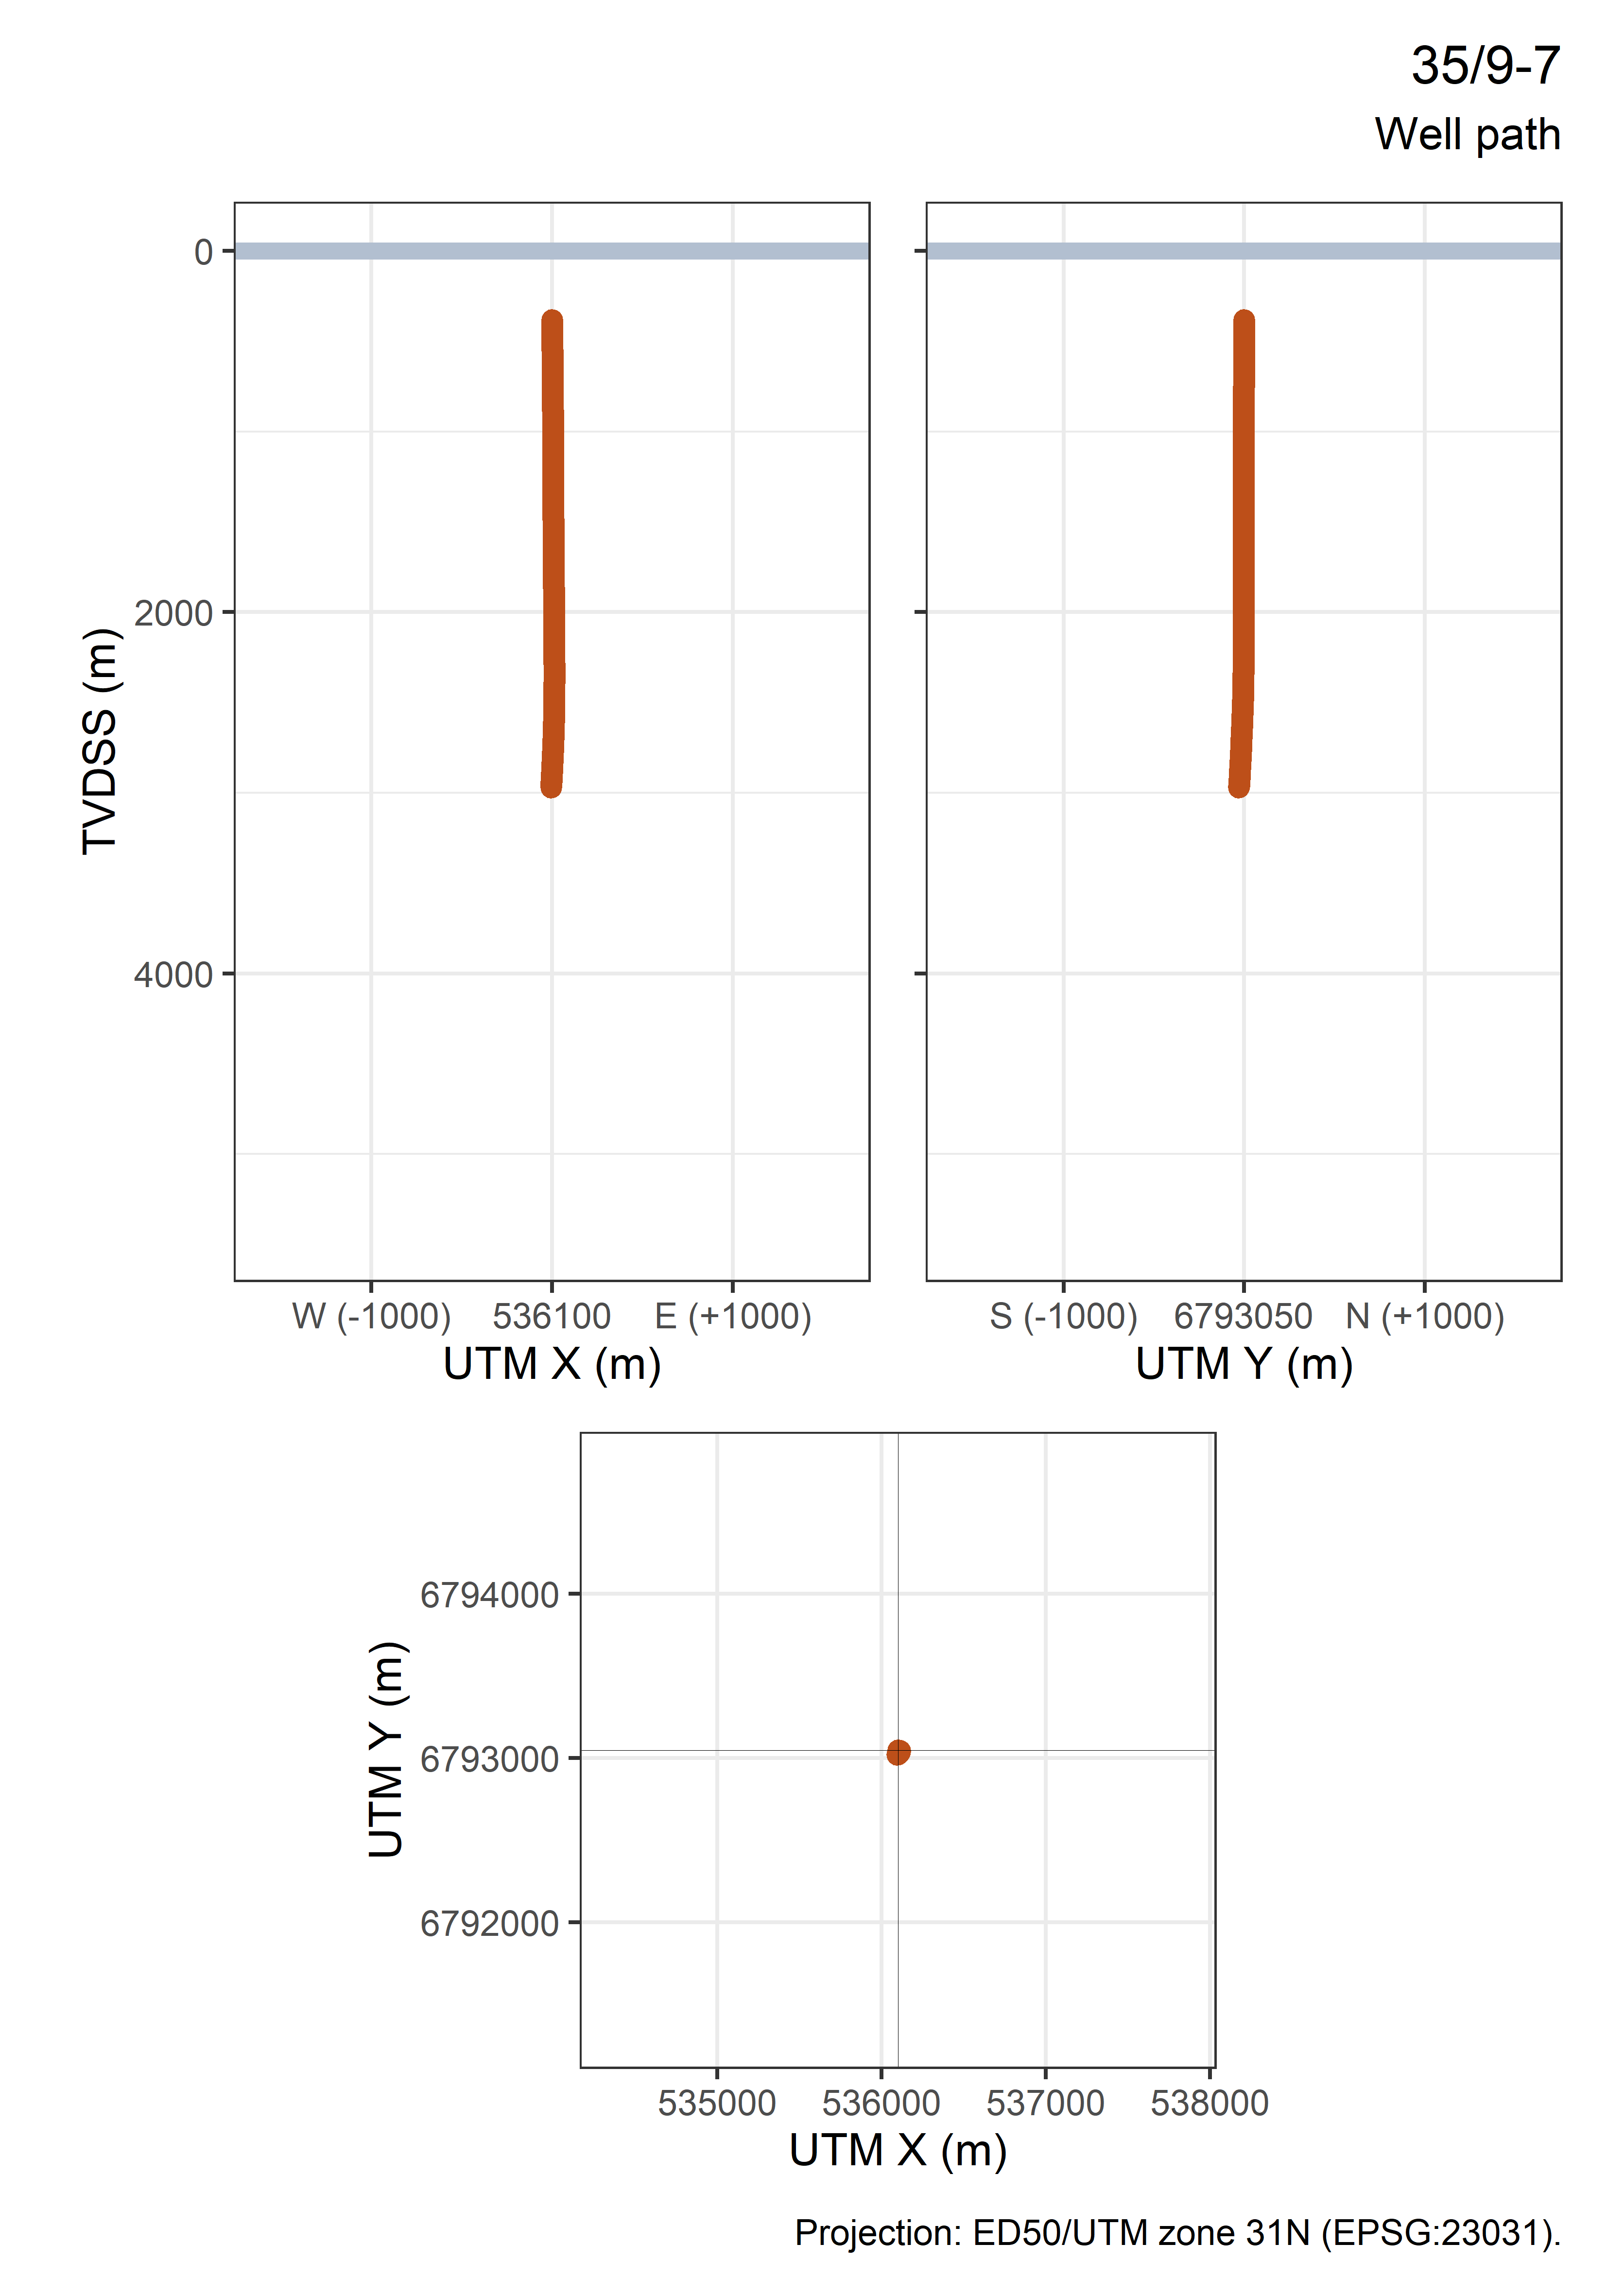 35/9-7
Well path
TVDSS (m)
0
2000
4000
W (-1000) 536100 E (+1000)
UTM X (m)
S (-1000) 6793050 N (+1000)
UTM Y (m)
UTM Y (m)
6794000
6793000
6792000
535000 536000 537000 538000
UTM X (m)
Projection: ED50/UTM zone 31N (EPSG:23031).